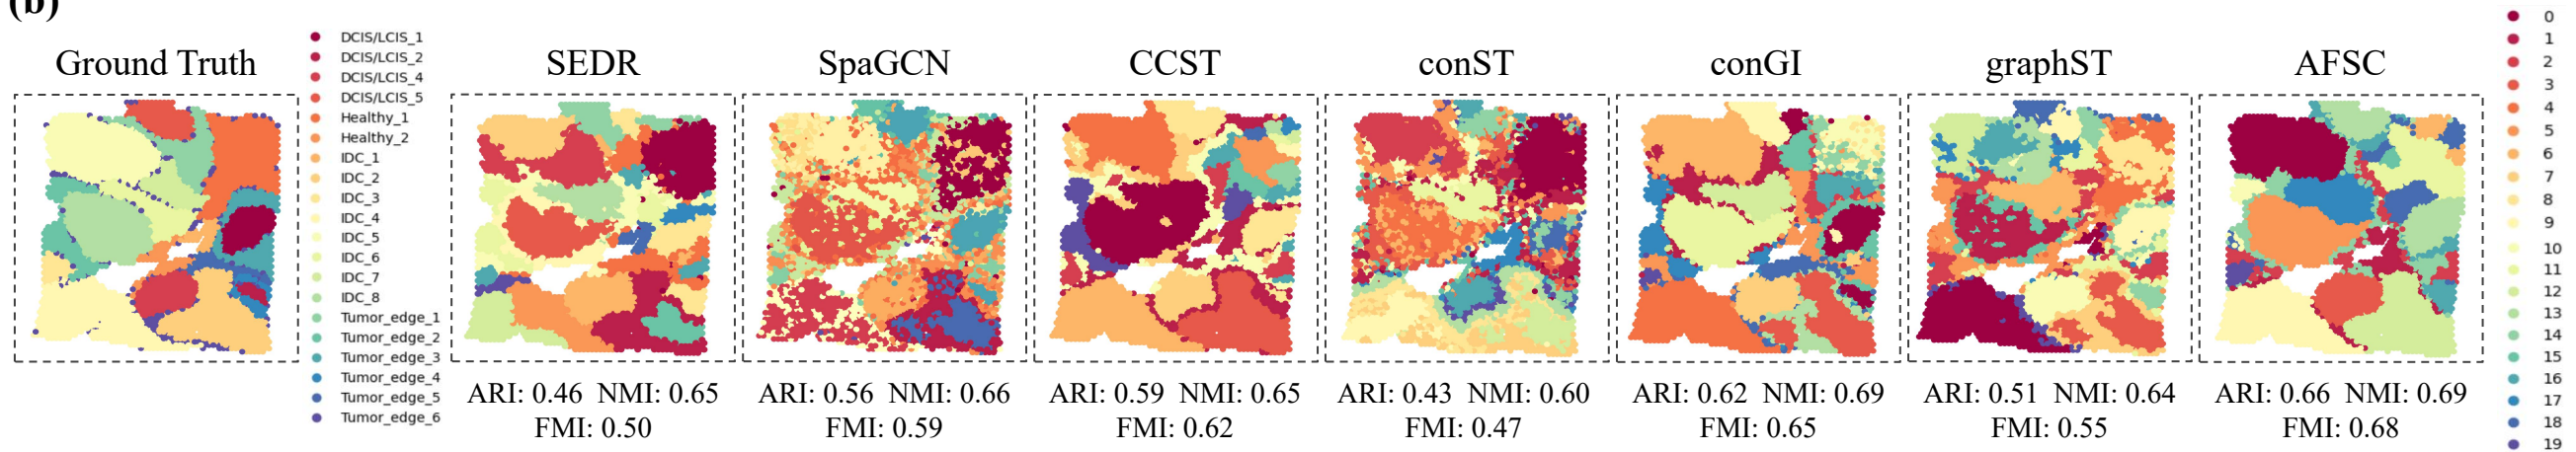 (b)
Ground Truth
DCIS/LCIS_1
DCIS/LCIS_2
DCIS/LCIS_4
DCIS/LCIS_5
Healthy_1
Healthy_2
IDC_1
IDC_2
IDC_3
IDC_4
IDC_5
IDC_6
IDC_7
IDC_8
Tumor_edge_1
Tumor_edge_2
Tumor_edge_3
Tumor_edge_4
Tumor_edge_5
Tumor_edge_6
SEDR
ARI: 0.46 NMI: 0.65
FMI: 0.50
SpaGCN
ARI: 0.56 NMI: 0.66
FMI: 0.59
CCST
ARI: 0.59 NMI: 0.65
FMI: 0.62
conST
ARI: 0.43 NMI: 0.60
FMI: 0.47
conGI
ARI: 0.62 NMI: 0.69
FMI: 0.65
graphST
ARI: 0.51 NMI: 0.64
FMI: 0.55
AFSC
ARI: 0.66 NMI: 0.69
FMI: 0.68
0
1
2
3
4
5
6
7
8
9
10
11
12
13
14
15
16
17
18
19